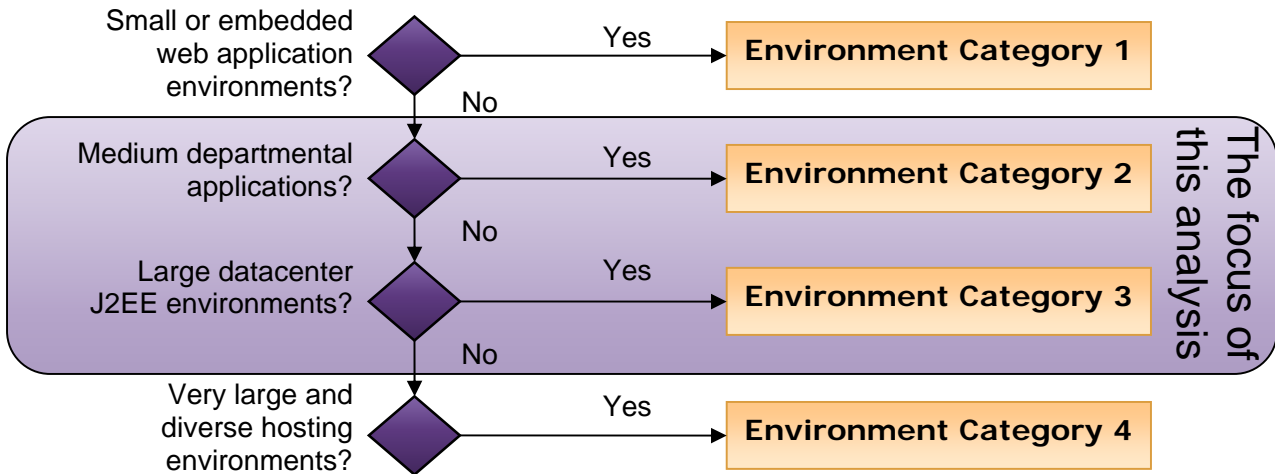 Small or embedded
web application
environments?
Yes
Environment Category 1
No
Medium departmental
applications?
Yes
Environment Category 2
No
Large datacenter
J2EE environments?
Yes
Environment Category 3
No
The focus of
this analysis
Very large and
diverse hosting
environments?
Yes
Environment Category 4